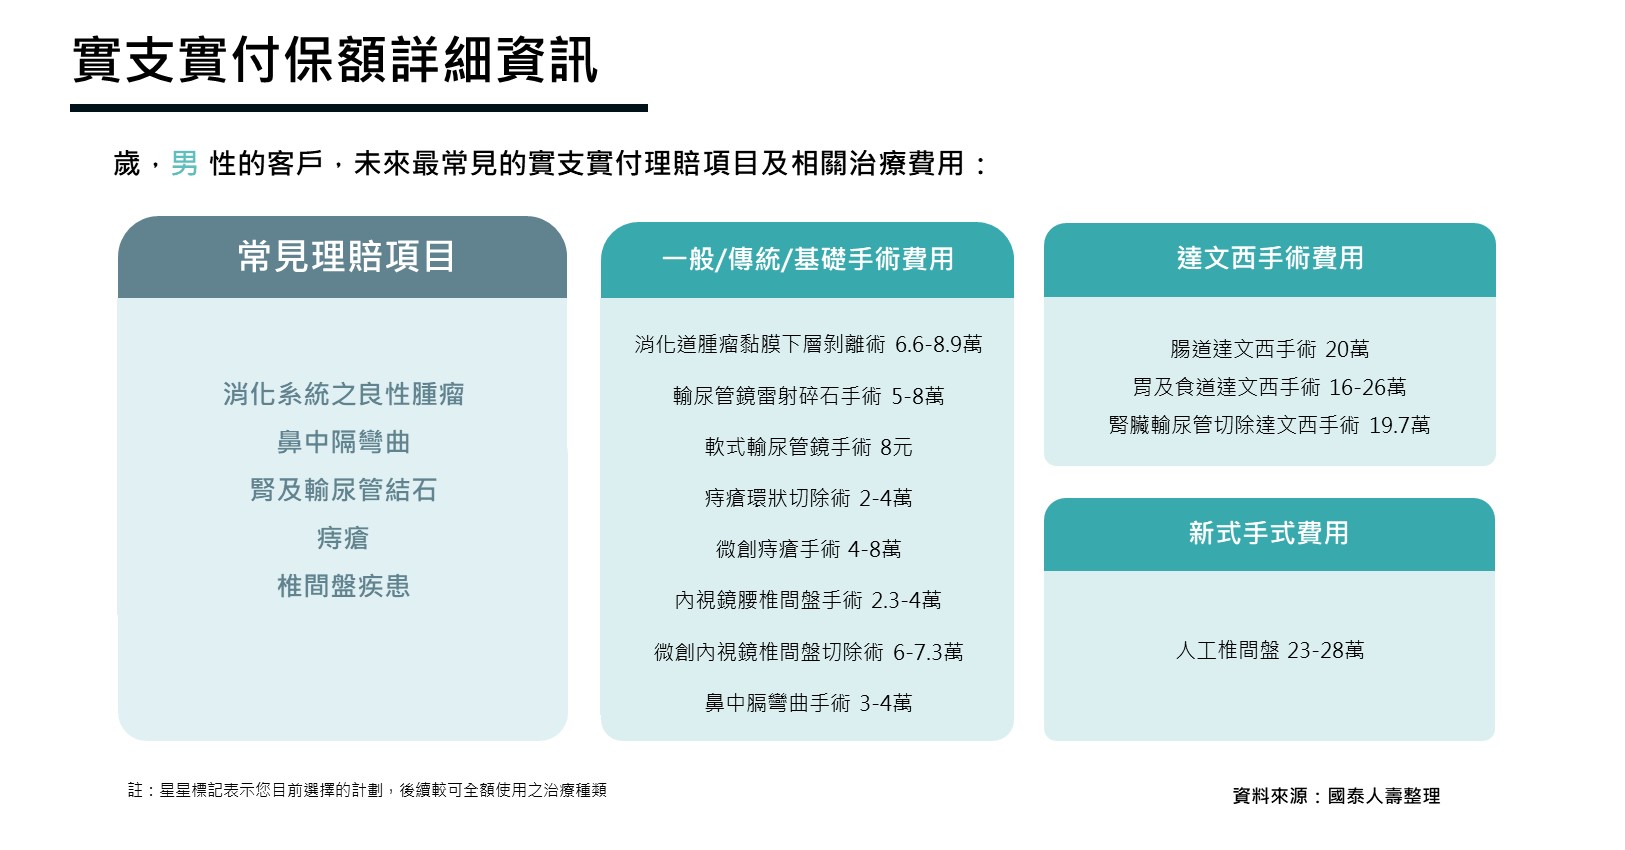 實支實付保額詳細資訊
歲，男 性的客戶，未來最常見的實支實付理賠項目及相關治療費用：
常見理賠項目
消化系統之良性腫瘤
鼻中隔彎曲
腎及輸尿管結石
痔瘡
椎間盤疾患
一般/傳統/基礎手術費用
消化道腫瘤黏膜下層剝離術 6.6-8.9萬
輸尿管鏡雷射碎石手術 5-8萬
軟式輸尿管鏡手術 8元
痔瘡環狀切除術 2-4萬
微創痔瘡手術 4-8萬
內視鏡腰椎間盤手術 2.3-4萬
微創內視鏡椎間盤切除術 6-7.3萬
鼻中膈彎曲手術 3-4萬
達文西手術費用
腸道達文西手術 20萬
胃及食道達文西手術 16-26萬
腎臟輸尿管切除達文西手術 19.7萬
新式手式費用
人工椎間盤 23-28萬
註：星星標記表示您目前選擇的計劃，後續較可全額使用之治療種類
資料來源：國泰人壽整理